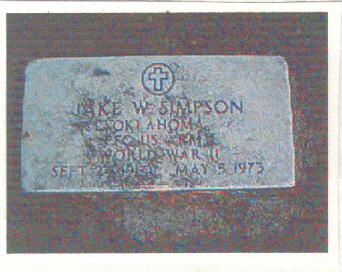 JAKE W SIMPSON
OKLAHOMA
US ARMY
WORLD WAR II
SEPT MAY 5 1973